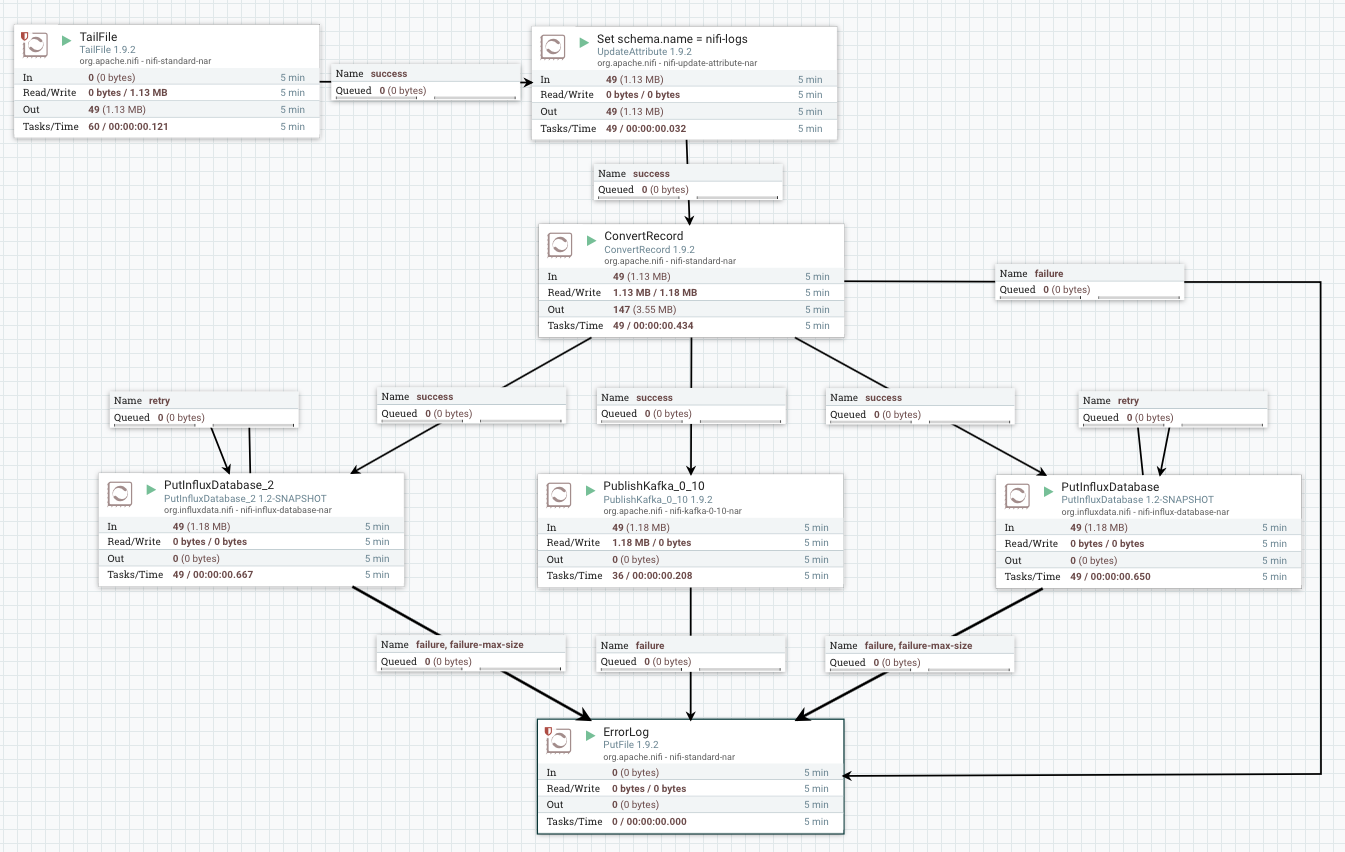 TailFile
TailFile 1.9.2
org.apache.nifi - nifi-standard-nar
In 0 (0 bytes) 5 min
Read/Write 0 bytes / 1.13 MB 5 min
Out 49 (1.13 MB) 5 min
Tasks/Time 60 / 00:00:00.121 5 min
Name success
Queued 0 (0 bytes)
Set schema.name = nifi-logs
UpdateAttribute 1.9.2
org.apache.nifi - nifi-update-attribute-nar
In 49 (1.13 MB) 5 min
Read/Write 0 bytes / 0 bytes 5 min
Out 49 (1.13 MB) 5 min
Tasks/Time 49 / 00:00:00.032 5 min
Name success
Queued 0 (0 bytes)
ConvertRecord
ConvertRecord 1.9.2
org.apache.nifi - nifi-standard-nar
In 49 (1.13 MB) 5 min
Read/Write 1.13 MB / 1.18 MB 5 min
Out 147 (3.55 MB) 5 min
Tasks/Time 49 / 00:00:00.434 5 min
Name failure
Queued 0 (0 bytes)
Name retry
Queued 0 (0 bytes)
Name success
Queued 0 (0 bytes)
Name success
Queued 0 (0 bytes)
Name success
Queued 0 (0 bytes)
Name retry
Queued 0 (0 bytes)
PutInfluxDatabase_2
PutInfluxDatabase_2 1.2-SNAPSHOT
org.influxdata.nifi - nifi-influx-database-nar
In 49 (1.18 MB) 5 min
Read/Write 0 bytes / 0 bytes 5 min
Out 0 (0 bytes) 5 min
Tasks/Time 49 / 00:00:00.667 5 min
PublishKafka_0_10
PublishKafka_0_10 1.9.2
org.apache.nifi - nifi-kafka-0-10-nar
In 49 (1.18 MB) 5 min
Read/Write 1.18 MB / 0 bytes 5 min
Out 0 (0 bytes) 5 min
Tasks/Time 36 / 00:00:00.208 5 min
PutInfluxDatabase
PutInfluxDatabase 1.2-SNAPSHOT
org.influxdata.nifi - nifi-influx-database-nar
In 49 (1.18 MB) 5 min
Read/Write 0 bytes / 0 bytes 5 min
Out 0 (0 bytes) 5 min
Tasks/Time 49 / 00:00:00.650 5 min
Name failure, failure-max-size
Queued 0 (0 bytes)
Name failure
Queued 0 (0 bytes)
Name failure, failure-max-size
Queued 0 (0 bytes)
ErrorLog
PutFile 1.9.2
org.apache.nifi - nifi-standard-nar
In 0 (0 bytes) 5 min
Read/Write 0 bytes / 0 bytes 5 min
Out 0 (0 bytes) 5 min
Tasks/Time 0 / 00:00:00.000 5 min